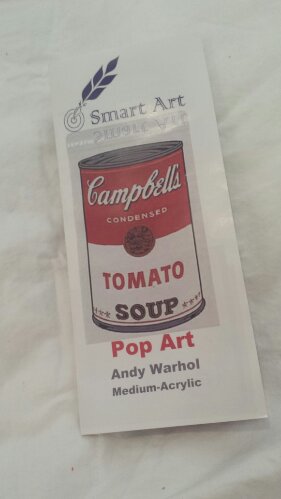 Smart Art
Campbell's
CONDENSED
TOMATO
SOUP
Pop Art
Andy Warhol
Medium-Acrylic